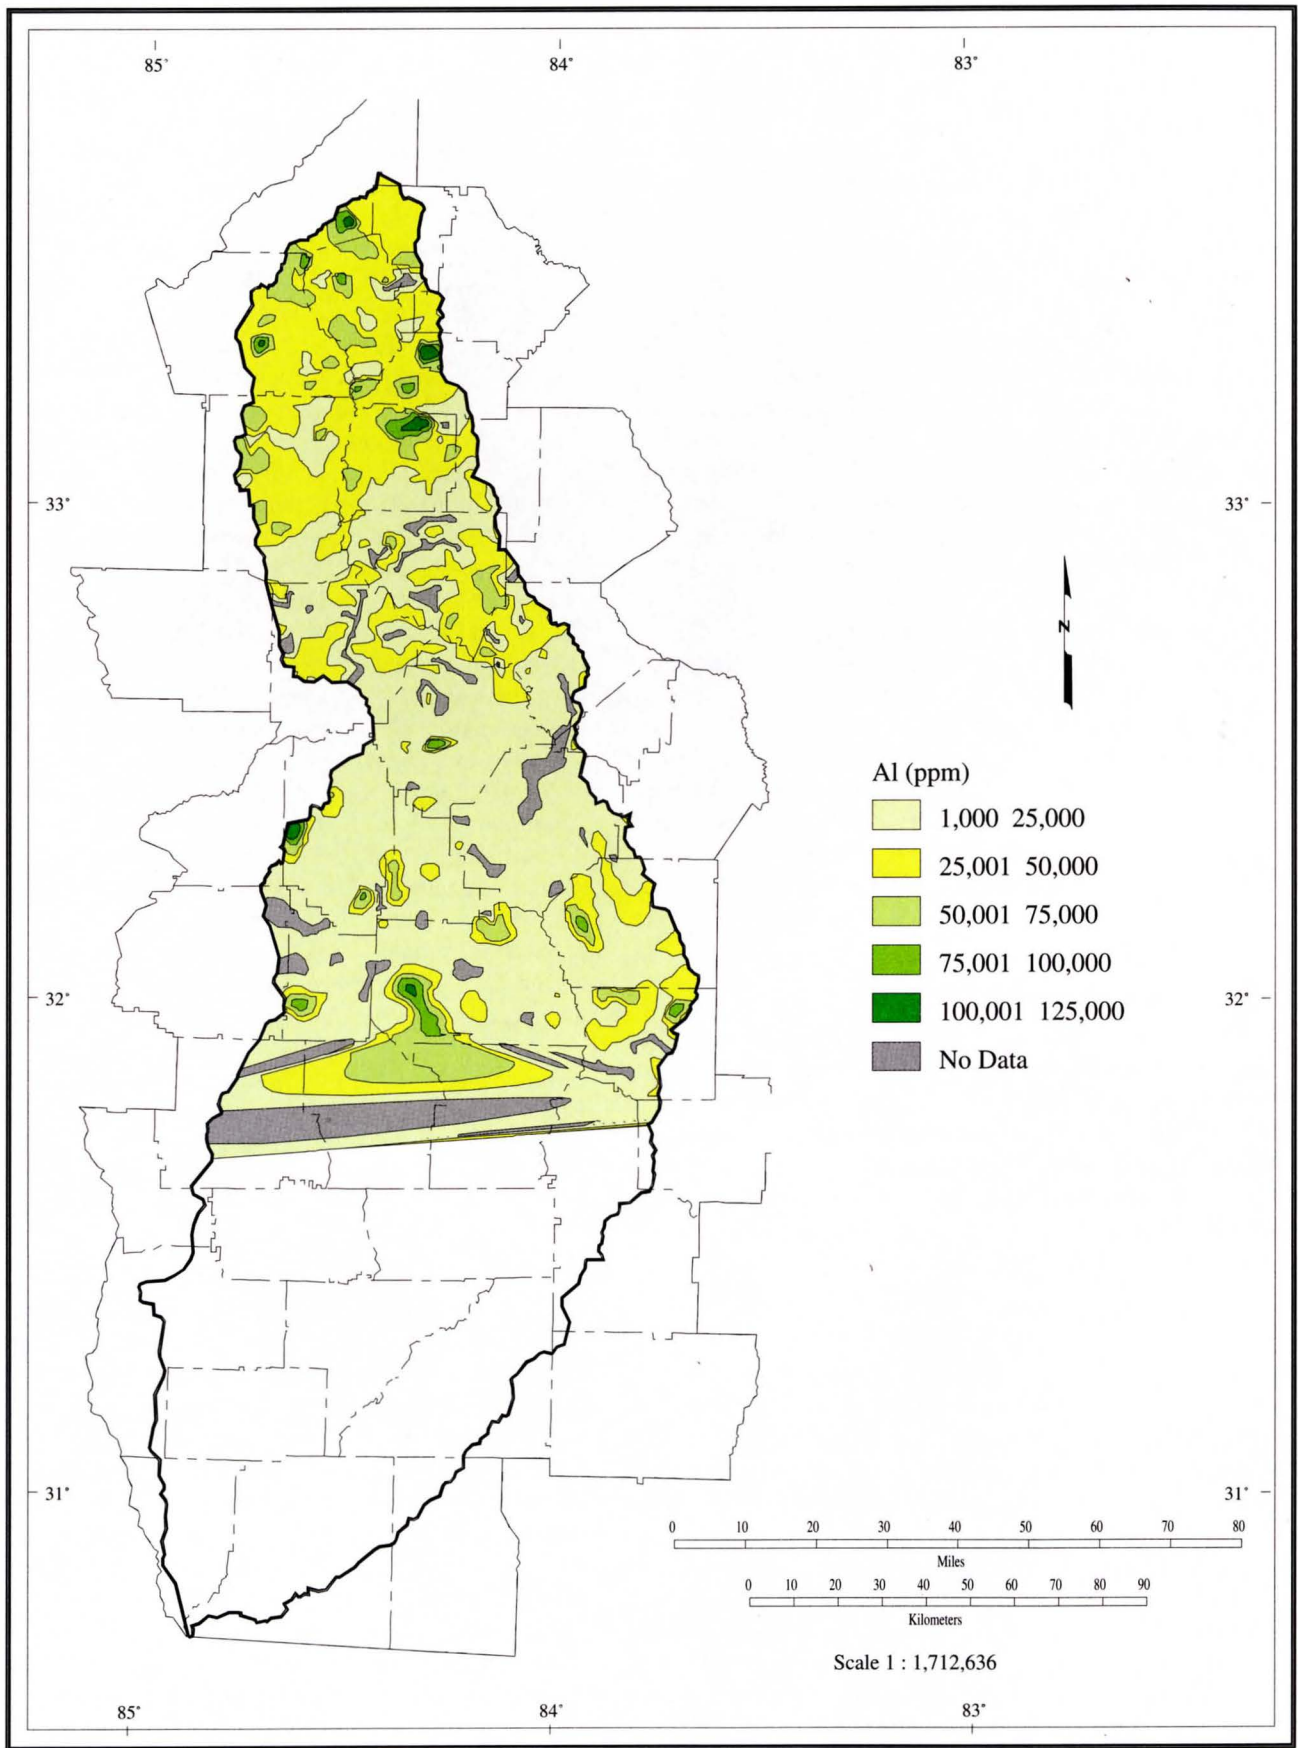 85° 84° 83°
33° 33°
N
Al (ppm)
1,000 25,000
25,001 50,000
50,001 75,000
75,001 100,000
100,001 125,000
No Data
32° 32°
31° 31°
0 10 20 30 40 50 60 70 80
Miles
0 10 20 30 40 50 60 70 80 90
Kilometers
Scale 1 : 1,712,636
85° 84° 83°